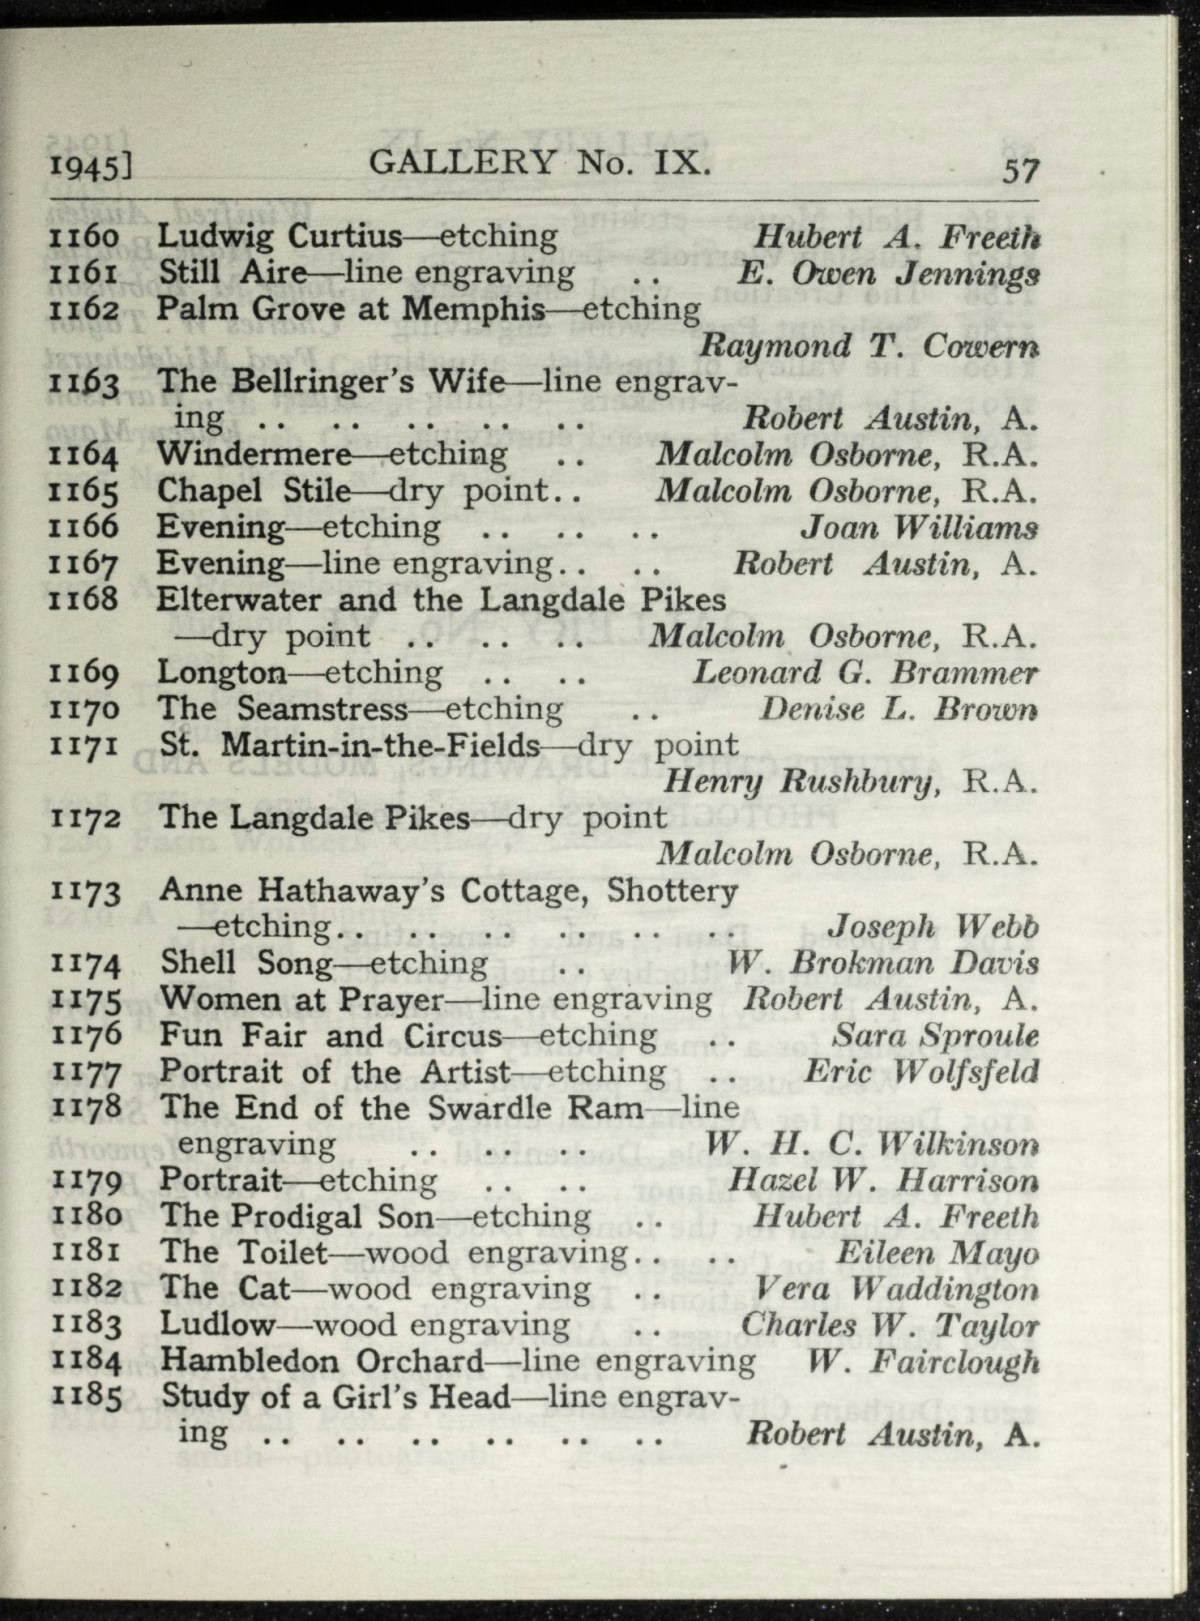 1945] GALLERY No. IX. 57
1160 Ludwig Curtius—etching Hubert A. Freeth
1161 Still Aire—line engraving .. E. Owen Jennings
1162 Palm Grove at Memphis—etching
Raymond T. Cowern
1163 The Bellringer's Wife—line engrav-
ing .. .. .. .. .. Robert Austin, A.
1164 Windermere—etching .. Malcolm Osborne, R.A.
1165 Chapel Stile—dry point.. Malcolm Osborne, R.A.
1166 Evening—etching .. .. .. Joan Williams
1167 Evening—line engraving.. .. Robert Austin, A.
1168 Elterwater and the Langdale Pikes
—dry point .. .. .. Malcolm Osborne, R.A.
1169 Longton—etching .. .. Leonard G. Brammer
1170 The Seamstress—etching .. Denise L. Brown
1171 St. Martin-in-the-Fields—dry point
Henry Rushbury, R.A.
1172 The Langdale Pikes—dry point
Malcolm Osborne, R.A.
1173 Anne Hathaway's Cottage, Shottery
—etching.. .. .. .. .. .. Joseph Webb
1174 Shell Song—etching .. W. Brokman Davis
1175 Women at Prayer—line engraving Robert Austin, A.
1176 Fun Fair and Circus—etching .. Sara Sproule
1177 Portrait of the Artist—etching .. Eric Wolfsfeld
1178 The End of the Swardle Ram—line
engraving .. .. .. W. H. C. Wilkinson
1179 Portrait—etching .. .. Hazel W. Harrison
1180 The Prodigal Son—etching .. Hubert A. Freeth
1181 The Toilet—wood engraving.. .. Eileen Mayo
1182 The Cat—wood engraving .. Vera Waddington
1183 Ludlow—wood engraving .. Charles W. Taylor
1184 Hambledon Orchard—line engraving W. Fairclough
1185 Study of a Girl's Head—line engrav-
ing .. .. .. .. .. .. Robert Austin, A.